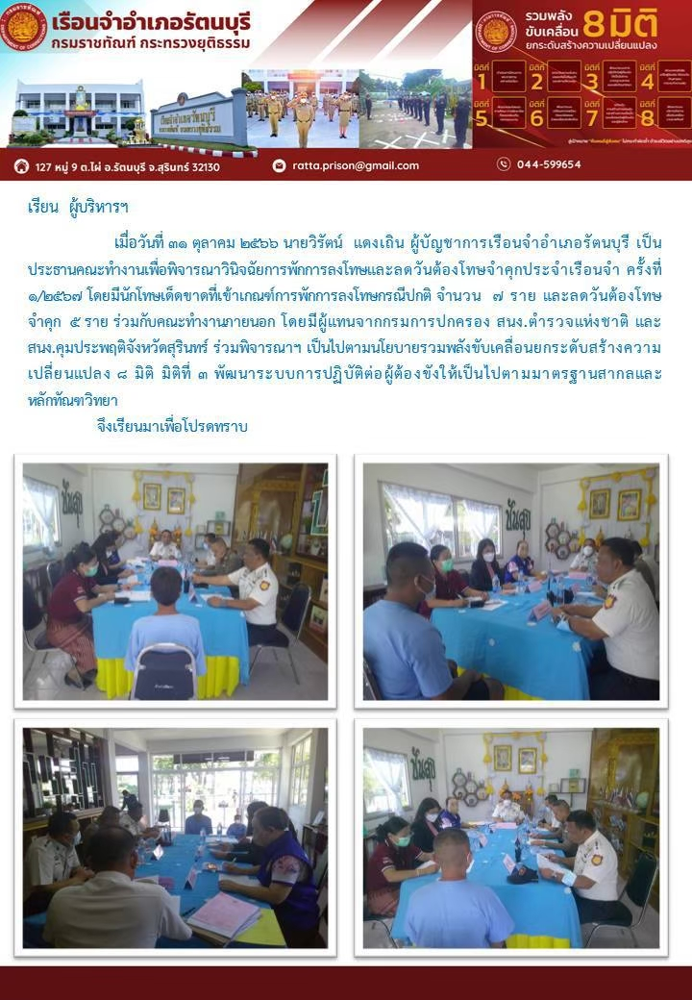 เรือนจำอำเภอรัตนบุรี
กรมราชทัณฑ์ กระทรวงยุติธรรม
รวมพลัง
ขับเคลื่อน 8 มิติ
ยกระดับสร้างความเปลี่ยนแปลง
มิติที่ 1
มิติที่ 2
มิติที่ 3
มิติที่ 4
มิติที่ 5
มิติที่ 6
มิติที่ 7
มิติที่ 8
เรือนจำอำเภอรัตนบุรี
127 หมู่ 9 ต.ไผ่ อ.รัตนบุรี จ.สุรินทร์ 32130
ratta.prison@gmail.com
044-599654
เรียน ผู้บริหารฯ
เมื่อวันที่ ๓๑ ตุลาคม ๒๕๖๖ นายวิรัตน์ แดงเถิน ผู้บัญชาการเรือนจำอำเภอรัตนบุรี เป็น
ประธานคณะทำงานเพื่อพิจารณาวินิจฉัยการพักการลงโทษและลดวันต้องโทษจำคุกประจำเรือนจำ ครั้งที่
๑/๒๕๖๗ โดยมีนักโทษเด็ดขาดที่เข้าเกณฑ์การพักการลงโทษกรณีปกติ จำนวน ๗ ราย และลดวันต้องโทษ
จำคุก ๕ ราย ร่วมกับคณะทำงานภายนอก โดยมีผู้แทนจากกรมการปกครอง สนง.ตำรวจแห่งชาติ และ
สนง.คุมประพฤติจังหวัดสุรินทร์ ร่วมพิจารณาฯ เป็นไปตามนโยบายรวมพลังขับเคลื่อนยกระดับสร้างความ
เปลี่ยนแปลง ๘ มิติ มิติที่ ๓ พัฒนาระบบการปฏิบัติต่อผู้ต้องขังให้เป็นไปตามมาตรฐานสากลและ
หลักทัณฑวิทยา
จึงเรียนมาเพื่อโปรดทราบ